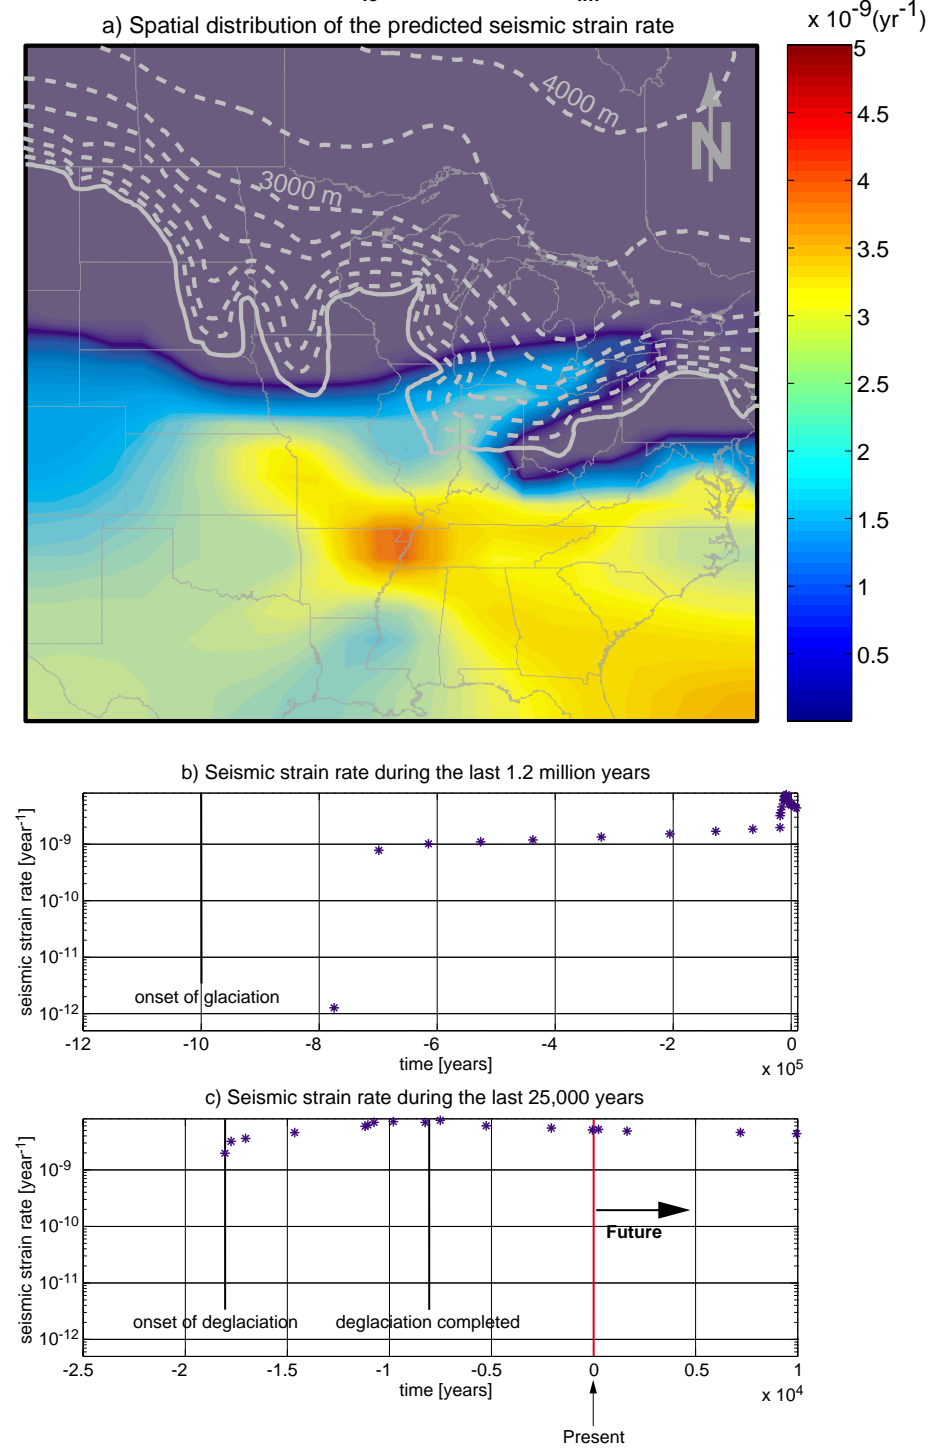 a) Spatial distribution of the predicted seismic strain rate
x 10-9(yr-1)
4000 m
3000 m
N
5
4.5
4
3.5
3
2.5
2
1.5
1
0.5
b) Seismic strain rate during the last 1.2 million years
seismic strain rate [year-1]
10-9
10-10
10-11
10-12
onset of glaciation
-12 -10 -8 -6 -4 -2 0
time [years]
x 105
c) Seismic strain rate during the last 25,000 years
seismic strain rate [year-1]
10-9
10-10
10-11
10-12
Future
onset of deglaciation
deglaciation completed
-2.5 -2 -1.5 -1 -0.5 0 0.5 1
time [years]
x 104
Present